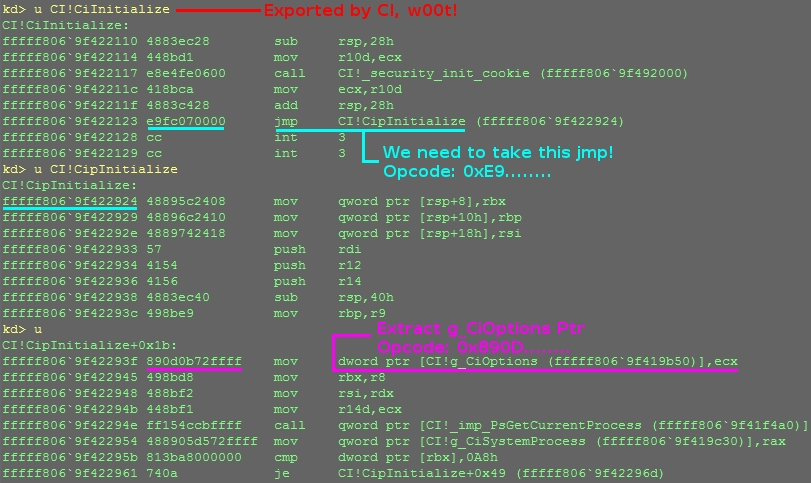 kd> u CI!CiInitialize Exported by CI, w00t!
CI!CiInitialize:
fffff806`9f422110 4883ec28 sub rsp,28h
fffff806`9f422114 448bd1 mov r10d,ecx
fffff806`9f422117 e8e4fe0600 call CI!_security_init_cookie (fffff806`9f492000)
fffff806`9f42211c 418bca mov ecx,r10d
fffff806`9f42211f 4883c428 add rsp,28h
fffff806`9f422123 e9fc070000 jmp CI!CipInitialize (fffff806`9f422924)
fffff806`9f422128 cc int 3
fffff806`9f422129 cc int 3
We need to take this jmp!
Opcode: 0xE9........
kd> u CI!CipInitialize
CI!CipInitialize:
fffff806`9f422924 48895c2408 mov qword ptr [rsp+8],rbx
fffff806`9f422929 48896c2410 mov qword ptr [rsp+10h],rbp
fffff806`9f42292e 4889742418 mov qword ptr [rsp+18h],rsi
fffff806`9f422933 57 push rdi
fffff806`9f422934 4154 push r12
fffff806`9f422936 4156 push r14
fffff806`9f422938 4883ec40 sub rsp,40h
fffff806`9f42293c 498be9 mov rbp,r9
kd> u
Extract g_CiOptions Ptr
Opcode: 0x890D........
CI!CipInitialize+0x1b:
fffff806`9f42293f 890d0b72ffff mov dword ptr [CI!g_CiOptions (fffff806`9f419b50)],ecx
fffff806`9f422945 498bd8 mov rbx,r8
fffff806`9f422948 488bf2 mov rsi,rdx
fffff806`9f42294b 448bf1 mov r14d,ecx
fffff806`9f42294e ff154ccbffff call qword ptr [CI!_imp_PsGetCurrentProcess (fffff806`9f41f4a0)]
fffff806`9f422954 488905d572ffff mov qword ptr [CI!g_CiSystemProcess (fffff806`9f419c30)],rax
fffff806`9f42295b 813ba8000000 cmp dword ptr [rbx],0A8h
fffff806`9f422961 740a je CI!CipInitialize+0x49 (fffff806`9f42296d)